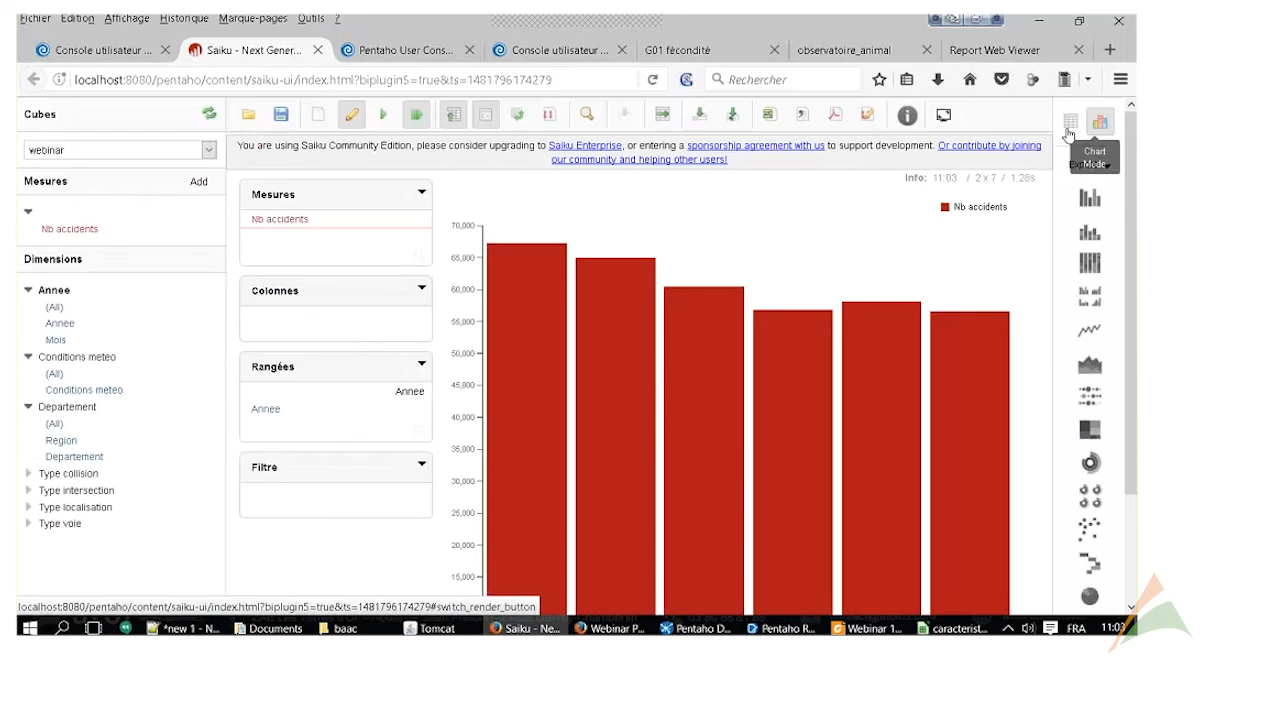 Fichier Edition Affichage Historique Marque-pages Outils ?
Console utilisateur ... Saiku - Next Gener... Pentaho User Cons... Console utilisateur ... G01 fécondité observatoire_animal Report Web Viewer
localhost:8080/pentaho/content/saiku-ui/index.html?biplugin5=true&ts=1481796174279 Rechercher
Cubes
webinar
Mesures Add
Nb accidents
Dimensions
Annee
(All)
Annee
Mois
Conditions meteo
(All)
Conditions meteo
Departement
(All)
Region
Departement
Type collision
Type intersection
Type localisation
Type voie
You are using Saiku Community Edition, please consider upgrading to Saiku Enterprise, or entering a sponsorship agreement with us to support development. Or contribute by joining
our community and helping other users!
Info: 11:03 / 2 x 7 / 1.28s
Mesures
Nb accidents
Colonnes
Rangées
Annee
Annee
Filtre
Nb accidents
70,000
65,000
60,000
55,000
50,000
45,000
40,000
35,000
30,000
25,000
20,000
15,000
Chart
Mode
localhost:8080/pentaho/content/saiku-ui/index.html?biplugin5=true&ts=1481796174279#switch_render_button
*new 1 - N... Documents baac Tomcat Saiku - Ne... Webinar P... Pentaho D... Pentaho R... Webinar 1... caracterist... FRA 11:03